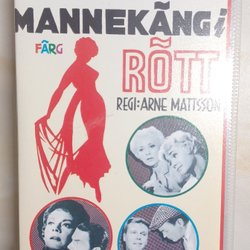 MANNEKÄNG i
FÄRG
RÖTT
REGI: ARNE MATTSSON